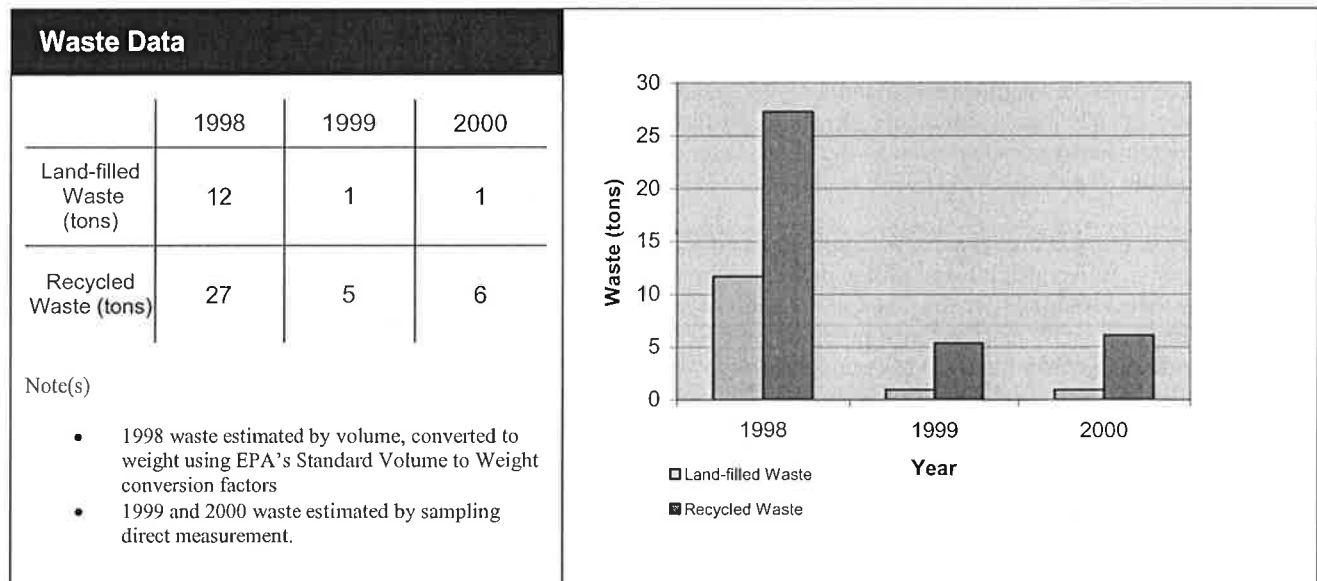 Waste Data
1998 1999 2000
Land-filled
Waste
(tons)
12 1 1
Recycled
Waste (tons)
27 5 6
Note(s)
• 1998 waste estimated by volume, converted to
weight using EPA's Standard Volume to Weight
conversion factors
• 1999 and 2000 waste estimated by sampling
direct measurement.
Waste (tons)
30
25
20
15
10
5
0
1998 1999 2000
Year
Land-filled Waste
Recycled Waste